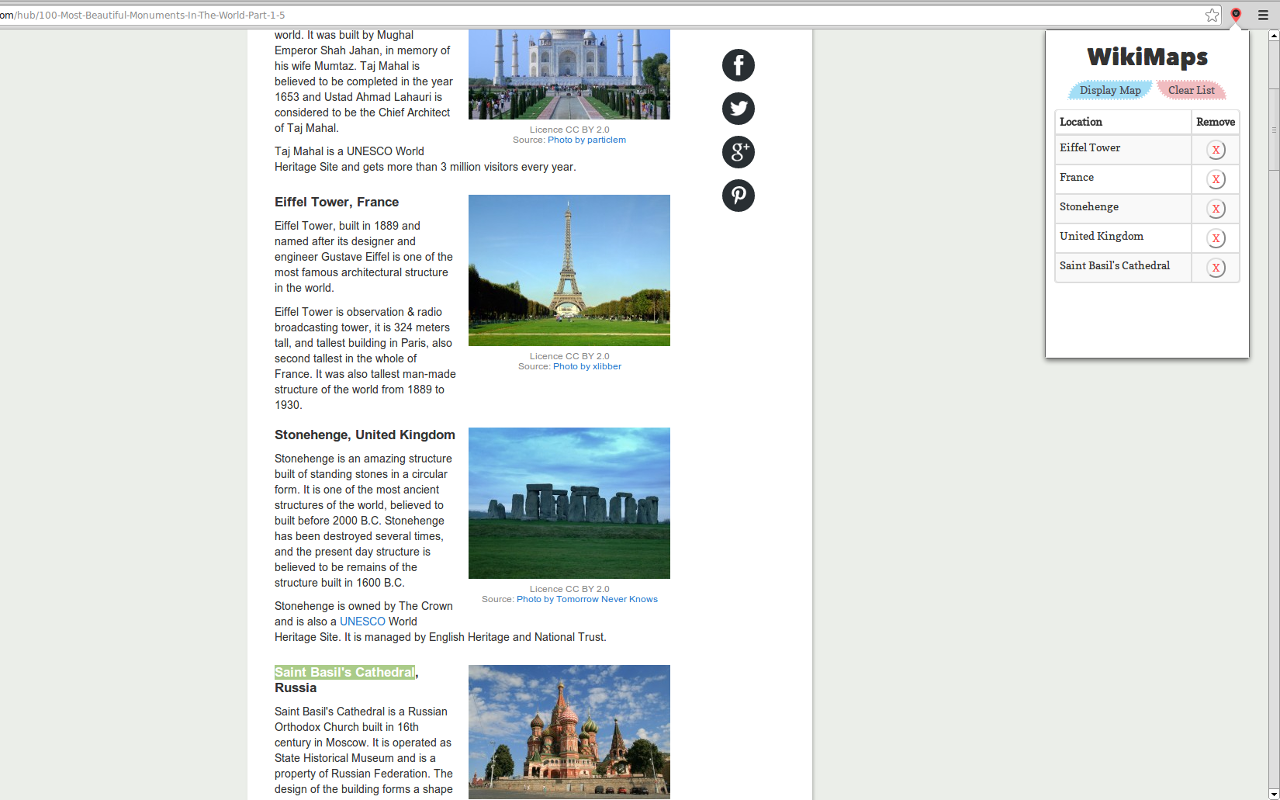 om/hub/100-Most-Beautiful-Monuments-In-The-World-Part-1-5
world. It was built by Mughal
Emperor Shah Jahan, in memory of
his wife Mumtaz. Taj Mahal is
believed to be completed in the year
1653 and Ustad Ahmad Lahauri is
considered to be the Chief Architect
of Taj Mahal.
Licence CC BY 2.0
Source: Photo by particlem
Taj Mahal is a UNESCO World
Heritage Site and gets more than 3 million visitors every year.
Eiffel Tower, France
Eiffel Tower, built in 1889 and
named after its designer and
engineer Gustave Eiffel is one of the
most famous architectural structure
in the world.
Eiffel Tower is observation & radio
broadcasting tower, it is 324 meters
tall, and tallest building in Paris, also
second tallest in the whole of
France. It was also tallest man-made
structure of the world from 1889 to
1930.
Licence CC BY 2.0
Source: Photo by xlibber
Stonehenge, United Kingdom
Stonehenge is an amazing structure
built of standing stones in a circular
form. It is one of the most ancient
structures of the world, believed to
built before 2000 B.C. Stonehenge
has been destroyed several times,
and the present day structure is
believed to be remains of the
structure built in 1600 B.C.
Licence CC BY 2.0
Source: Photo by Tomorrow Never Knows
Stonehenge is owned by The Crown
and is also a UNESCO World
Heritage Site. It is managed by English Heritage and National Trust.
Saint Basil's Cathedral,
Russia
Saint Basil's Cathedral is a Russian
Orthodox Church built in 16th
century in Moscow. It is operated as
State Historical Museum and is a
property of Russian Federation. The
design of the building forms a shape
f
g+
WikiMaps
Display Map Clear List
Location Remove
Eiffel Tower X
France X
Stonehenge X
United Kingdom X
Saint Basil's Cathedral X